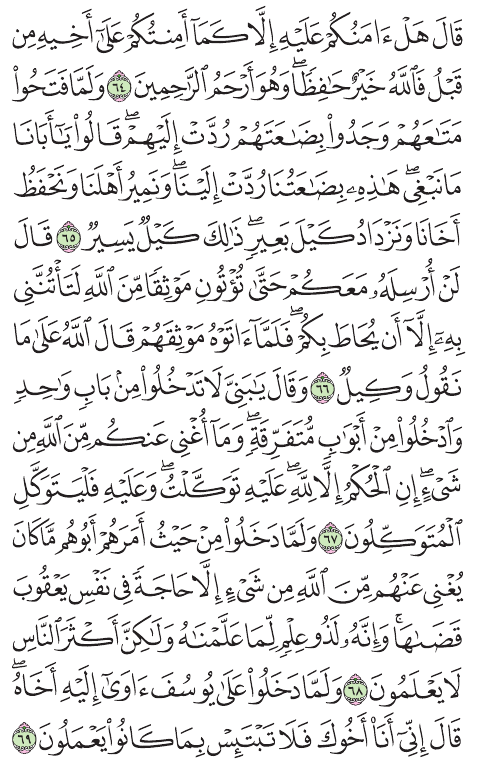 قَالَ هَلْ ءَامَنُكُمْ عَلَيْهِ إِلَّا كَمَآ أَمِنتُكُمْ عَلَىٰٓ أَخِيهِ مِن
قَبْلُ فَٱللَّهُ خَيْرٌ حَـٰفِظًا ۖ وَهُوَ أَرْحَمُ ٱلرَّٰحِمِينَ ٦٤ وَلَمَّا فَتَحُوا۟
مَتَـٰعَهُمْ وَجَدُوا۟ بِضَـٰعَتَهُمْ رُدَّتْ إِلَيْهِمْ ۖ قَالُوا۟ يَـٰٓأَبَانَا
مَا نَبْغِى ۖ هَـٰذِهِۦ بِضَـٰعَتُنَا رُدَّتْ إِلَيْنَا ۖ وَنَمِيرُ أَهْلَنَا وَنَحْفَظُ
أَخَانَا وَنَزْدَادُ كَيْلَ بَعِيرٍ ۖ ذَٰلِكَ كَيْلٌ يَسِيرٌ ٦٥ قَالَ
لَنْ أُرْسِلَهُۥ مَعَكُمْ حَتَّىٰ تُؤْتُونِ مَوْثِقًا مِّنَ ٱللَّهِ لَتَأْتُنَّنِى
بِهِۦٓ إِلَّآ أَن يُحَاطَ بِكُمْ ۖ فَلَمَّآ ءَاتَوْهُ مَوْثِقَهُمْ قَالَ ٱللَّهُ عَلَىٰ مَا
نَقُولُ وَكِيلٌ ٦٦ وَقَالَ يَـٰبَنِىَّ لَا تَدْخُلُوا۟ مِنۢ بَابٍ وَٰحِدٍ
وَٱدْخُلُوا۟ مِنْ أَبْوَٰبٍ مُّتَفَرِّقَةٍ ۖ وَمَآ أُغْنِى عَنكُم مِّنَ ٱللَّهِ مِن
شَىْءٍ ۖ إِنِ ٱلْحُكْمُ إِلَّا لِلَّهِ ۖ عَلَيْهِ تَوَكَّلْتُ ۖ وَعَلَيْهِ فَلْيَتَوَكَّلِ
ٱلْمُتَوَكِّلُونَ ٦٧ وَلَمَّا دَخَلُوا۟ مِنْ حَيْثُ أَمَرَهُمْ أَبُوهُم مَّا كَانَ
يُغْنِى عَنْهُم مِّنَ ٱللَّهِ مِن شَىْءٍ إِلَّا حَاجَةً فِى نَفْسِ يَعْقُوبَ
قَضَىٰهَا ۚ وَإِنَّهُۥ لَذُو عِلْمٍ لِّمَا عَلَّمْنَـٰهُ وَلَـٰكِنَّ أَكْثَرَ ٱلنَّاسِ
لَا يَعْلَمُونَ ٦٨ وَلَمَّا دَخَلُوا۟ عَلَىٰ يُوسُفَ ءَاوَىٰٓ إِلَيْهِ أَخَاهُ ۖ
قَالَ إِنِّىٓ أَنَا۠ أَخُوكَ فَلَا تَبْتَئِسْ بِمَا كَانُوا۟ يَعْمَلُونَ ٦٩